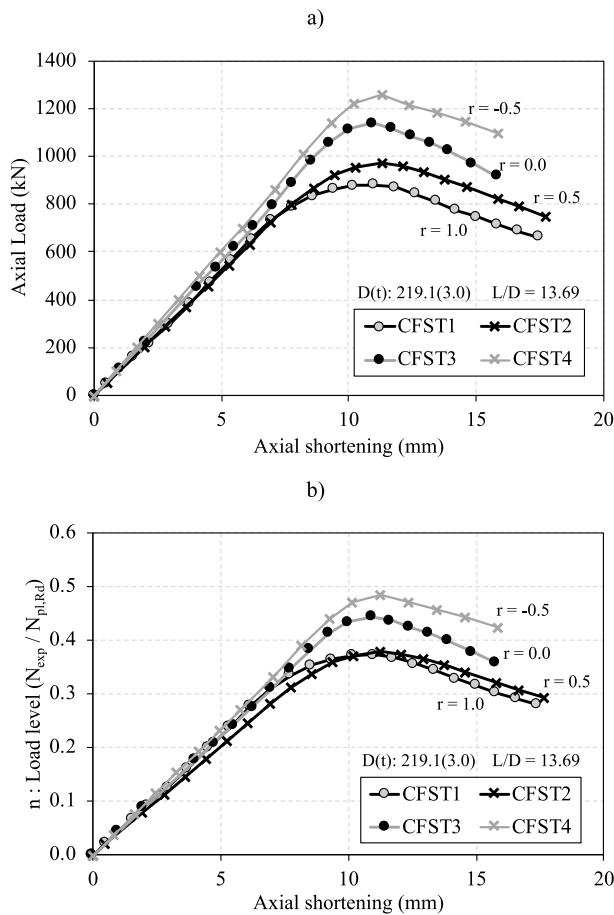 a)
1400
1200
1000
800
600
400
200
0
Axial Load (kN)
r = -0.5
r = 0.0
r = 0.5
r = 1.0
D(t): 219.1(3.0) L/D = 13.69
CFST1 CFST2
CFST3 CFST4
0 5 10 15 20
Axial shortening (mm)
b)
0.6
0.5
0.4
0.3
0.2
0.1
0.0
n : Load level (Nexp / Npl,Rd)
r = -0.5
r = 0.0
r = 0.5
r = 1.0
D(t): 219.1(3.0) L/D = 13.69
CFST1 CFST2
CFST3 CFST4
0 5 10 15 20
Axial shortening (mm)